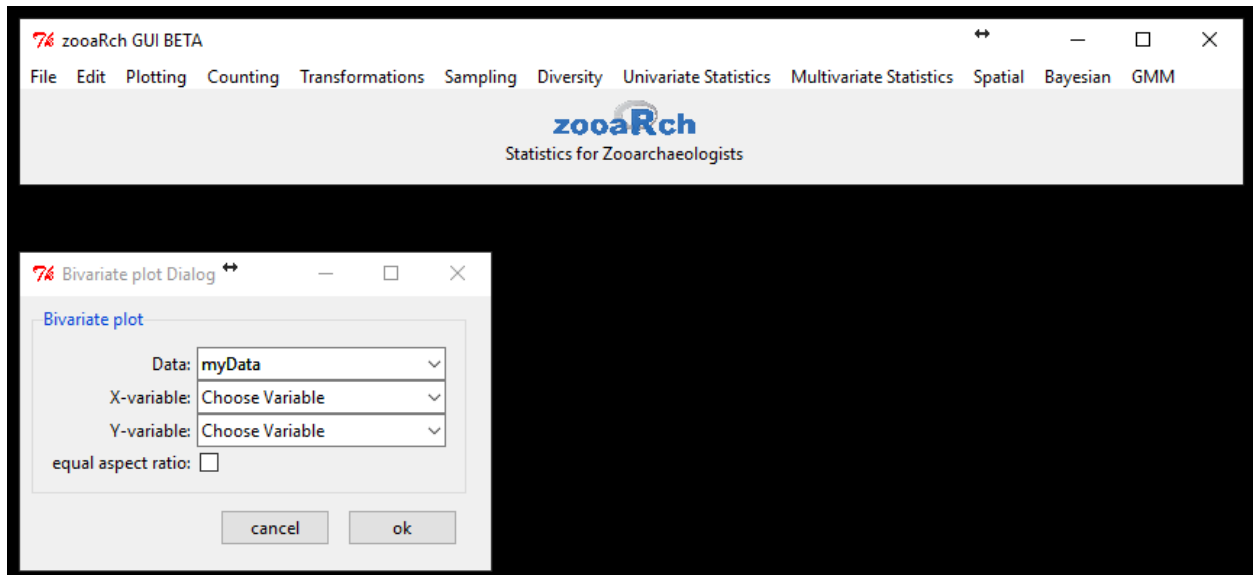 zooaRch GUI BETA
File Edit Plotting Counting Transformations Sampling Diversity Univariate Statistics Multivariate Statistics Spatial Bayesian GMM
zooaRch
Statistics for Zooarchaeologists
Bivariate plot Dialog
Bivariate plot
Data: myData
X-variable: Choose Variable
Y-variable: Choose Variable
equal aspect ratio:
cancel ok